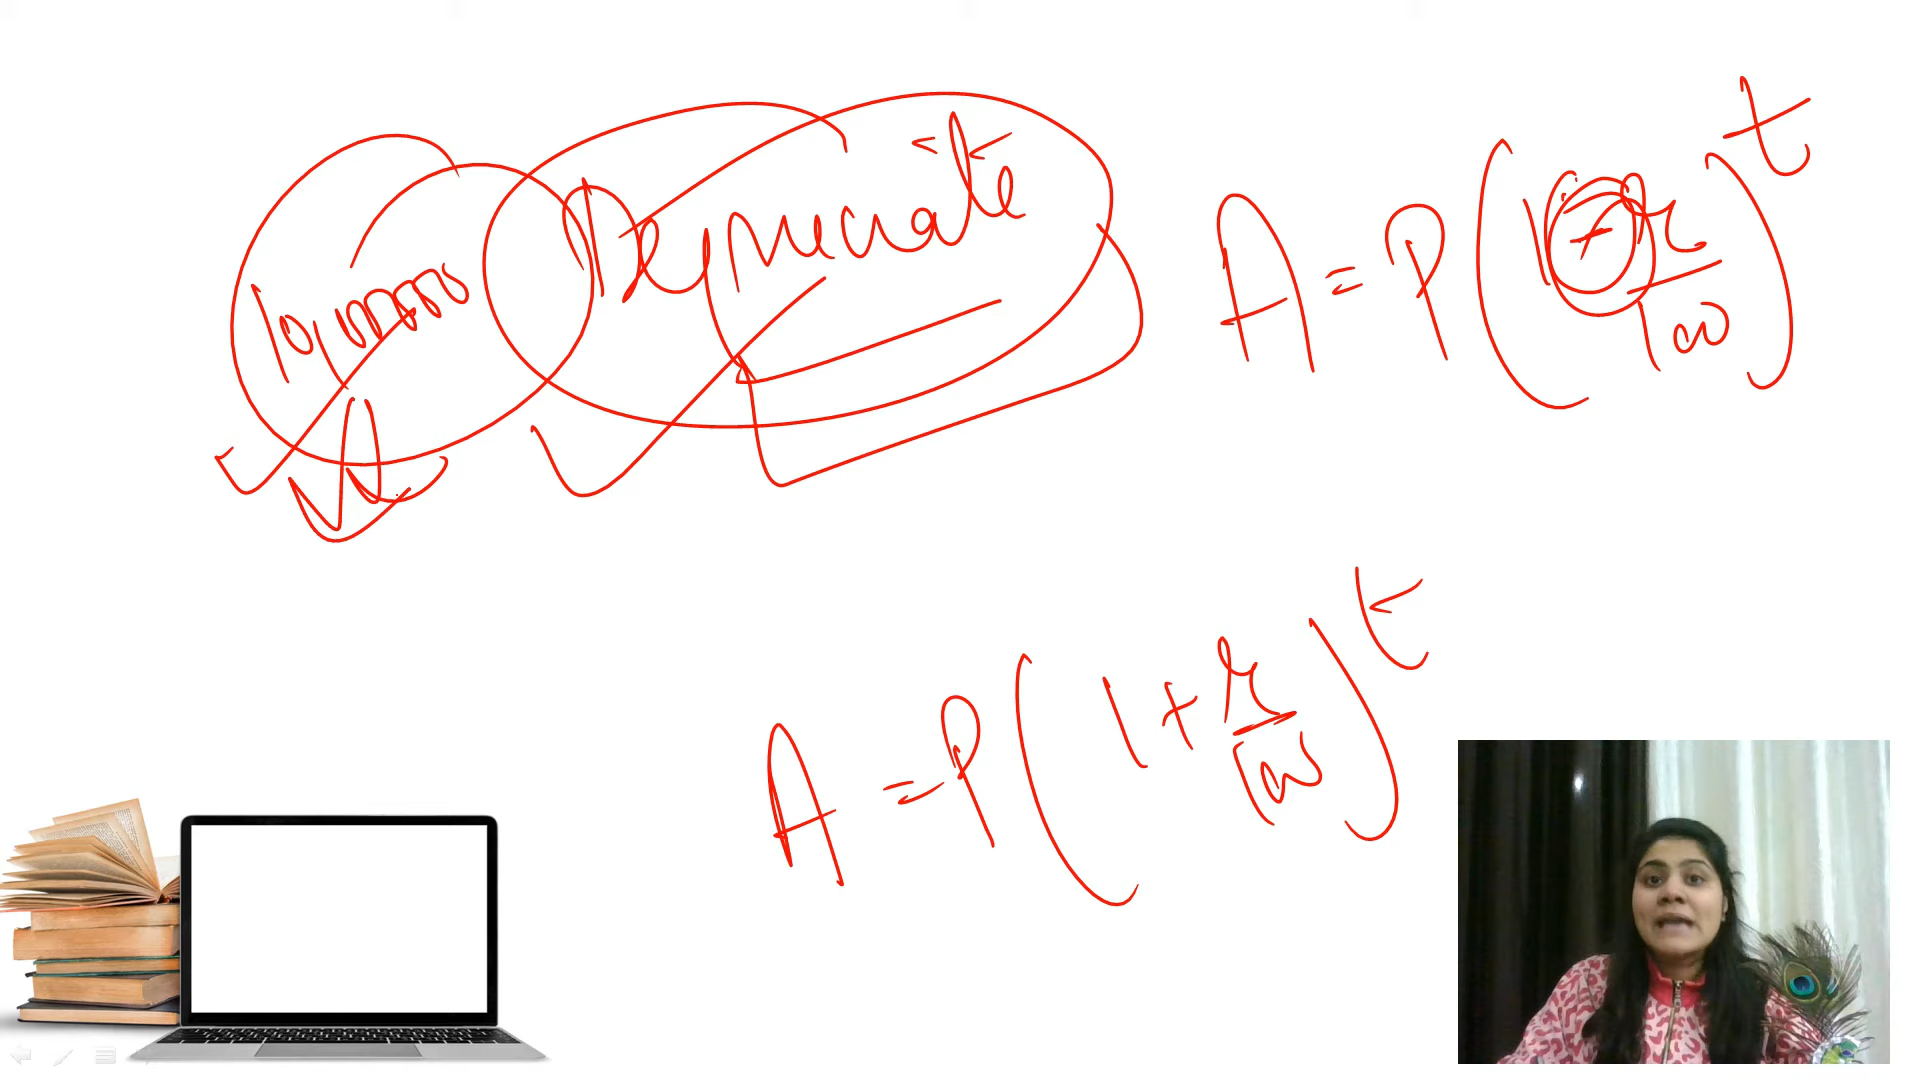 Depreciate
A = P(1 - r/100)^t
A = P(1 + r/100)^t